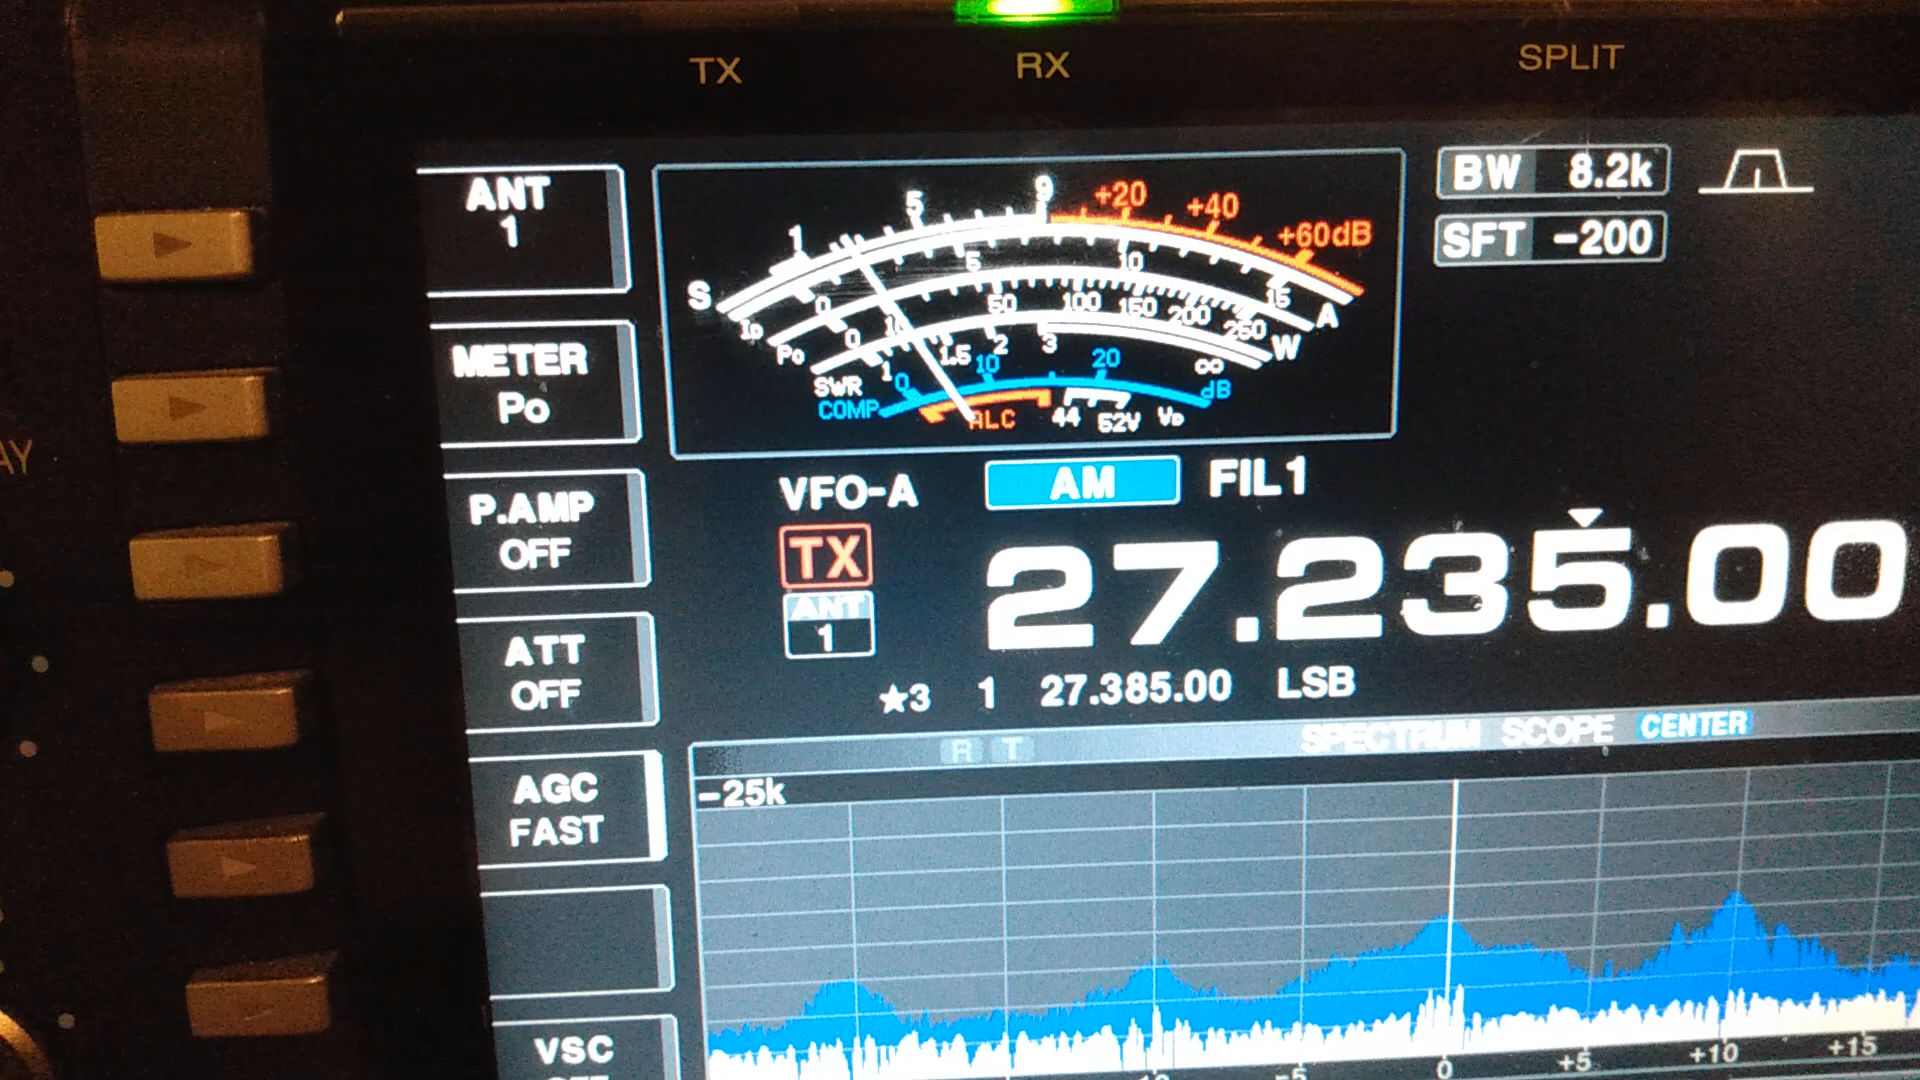 TX RX SPLIT
ANT
1
METER
Po
P.AMP
OFF
ATT
OFF
AGC
FAST
VSC
S 1 5 9 +20 +40 +60dB
ID 0 5 10 15 A
Po 0 10 50 100 150 200 250 W
SWR 1 1.5 2 3 ∞
COMP 0 10 20 dB
ALC 44 52V VD
BW 8.2k
SFT -200
VFO-A AM FIL1
TX 27.235.00
ANT
1
★3 1 27.385.00 LSB
R T SPECTRUM SCOPE CENTER
-25k
-5 0 +5 +10 +15